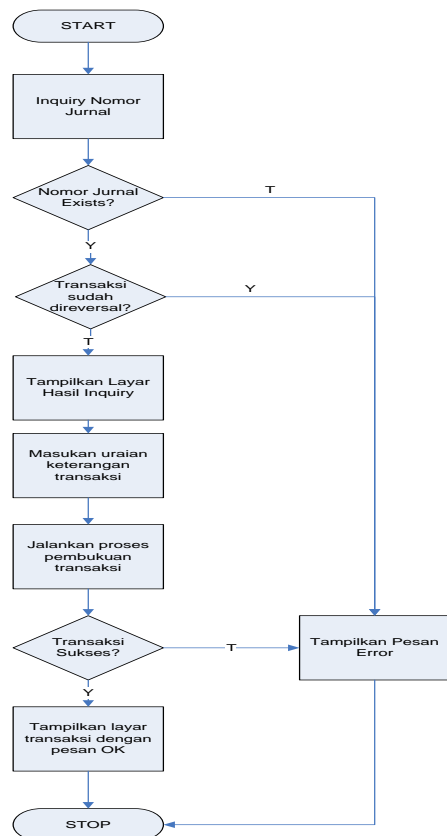 START
Inquiry Nomor
Jurnal
Nomor Jurnal
Exists?
T
Y
Transaksi
sudah
direversal?
Y
T
Tampilkan Layar
Hasil Inquiry
Masukan uraian
keterangan
transaksi
Jalankan proses
pembukuan
transaksi
Transaksi
Sukses?
T
Tampilkan Pesan
Error
Y
Tampilkan layar
transaksi dengan
pesan OK
STOP